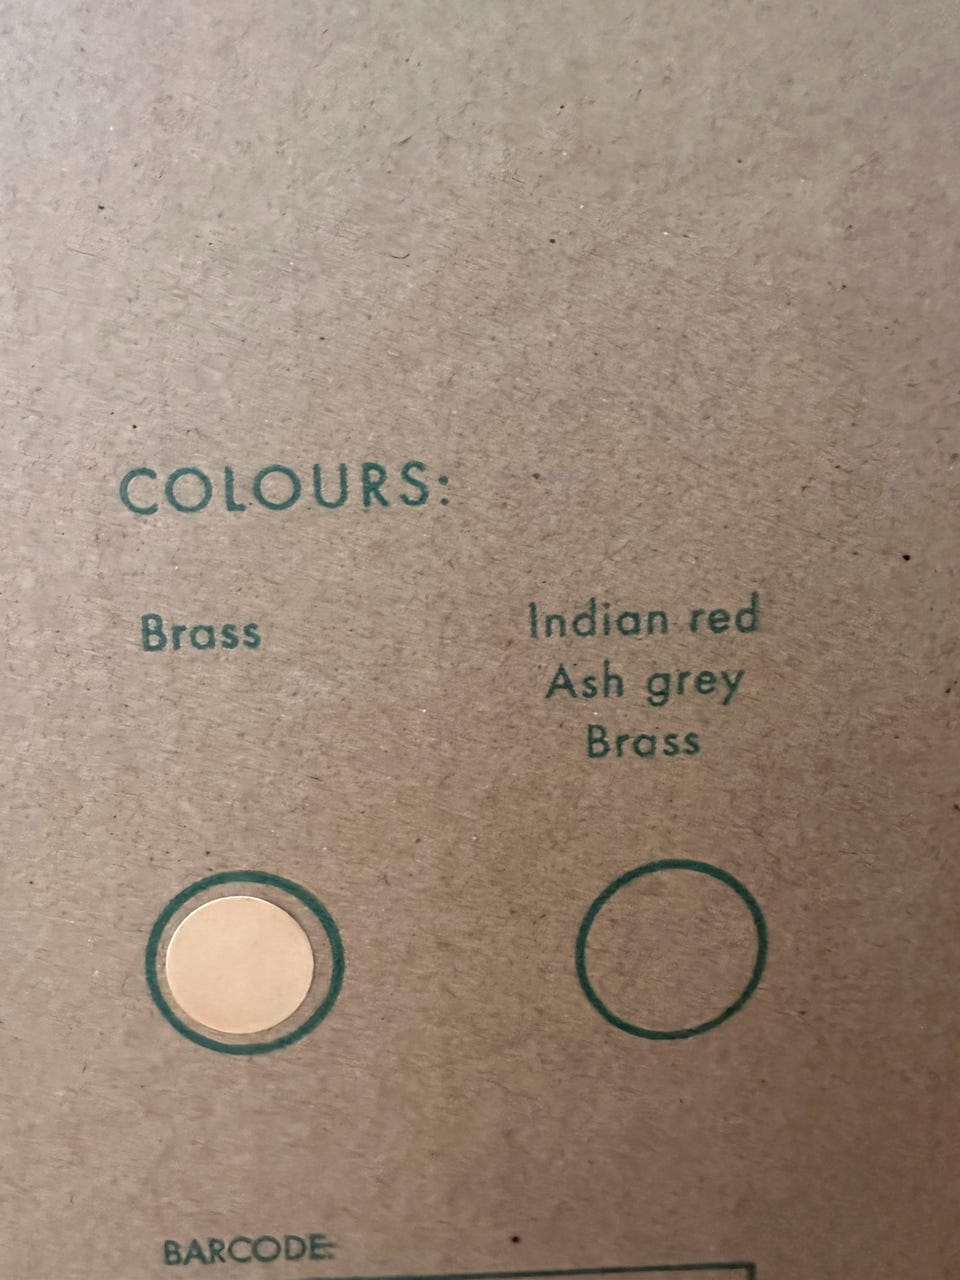 COLOURS:
Brass
Indian red
Ash grey
Brass
BARCODE: